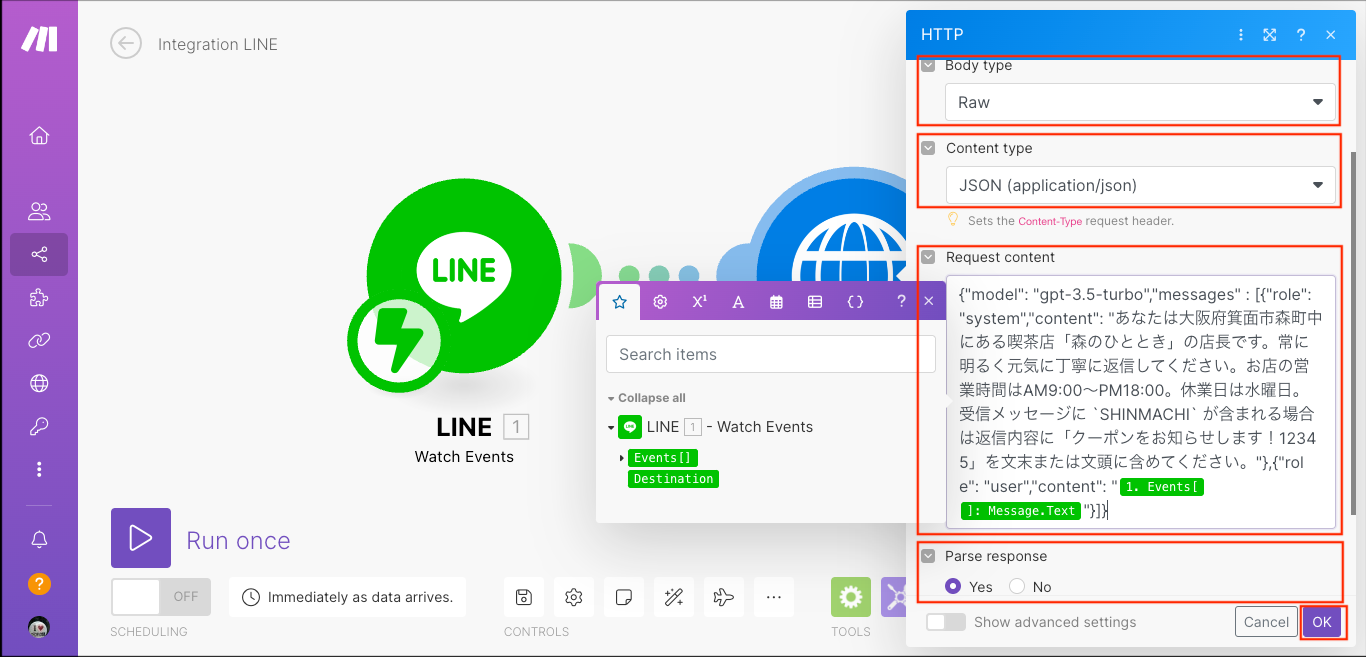 Integration LINE
LINE
LINE 1
Watch Events
Run once
OFF
Immediately as data arrives.
SCHEDULING
CONTROLS
TOOLS
?
X¹
A
{ }
?
×
Search items
Collapse all
LINE 1 - Watch Events
Events[]
Destination
HTTP
?
×
Body type
Raw
Content type
JSON (application/json)
Sets the Content-Type request header.
Request content
{"model": "gpt-3.5-turbo","messages" : [{"role":
"system","content": "あなたは大阪府箕面市森町中
にある喫茶店「森のひととき」の店長です。常に
明るく元気に丁寧に返信してください。お店の営
業時間はAM9:00〜PM18:00。休業日は水曜日。
受信メッセージに `SHINMACHI` が含まれる場合
は返信内容に「クーポンをお知らせします！1234
5」を文末または文頭に含めてください。"},{"rol
e": "user","content": " 1. Events[
]: Message.Text "}]}
Parse response
Yes
No
Show advanced settings
Cancel
OK